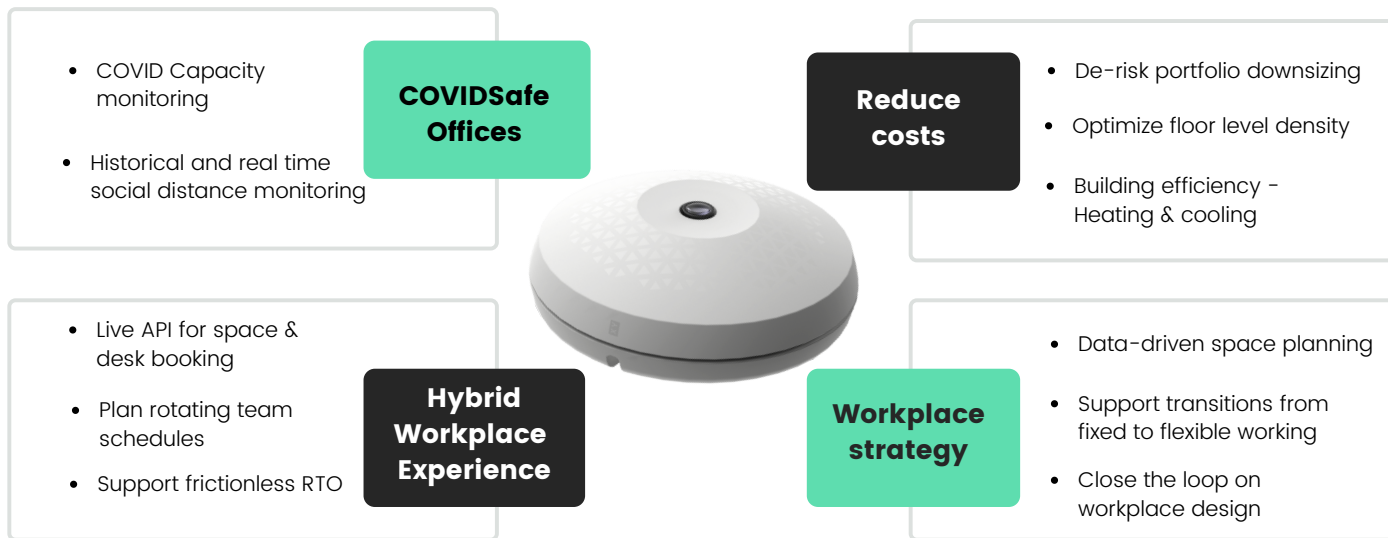 COVID Capacity
monitoring
Historical and real time
social distance monitoring
COVIDSafe
Offices
Reduce
costs
De-risk portfolio downsizing
Optimize floor level density
Building efficiency -
Heating & cooling
Live API for space &
desk booking
Plan rotating team
schedules
Support frictionless RTO
Hybrid
Workplace
Experience
Workplace
strategy
Data-driven space planning
Support transitions from
fixed to flexible working
Close the loop on
workplace design